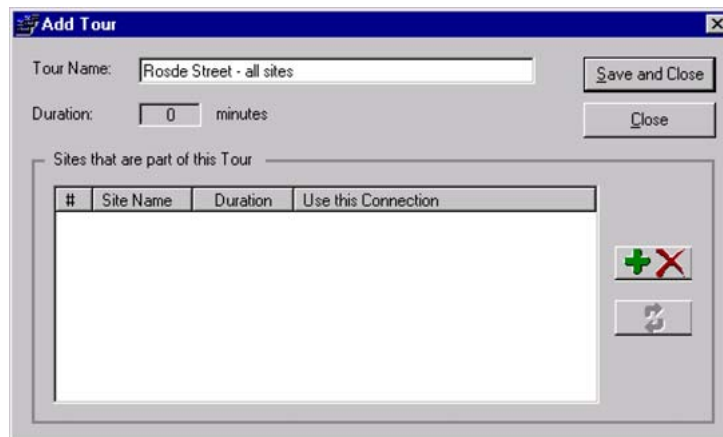 Add Tour
Tour Name: Rosde Street - all sites
Save and Close
Duration: 0 minutes
Close
Sites that are part of this Tour
# Site Name Duration Use this Connection